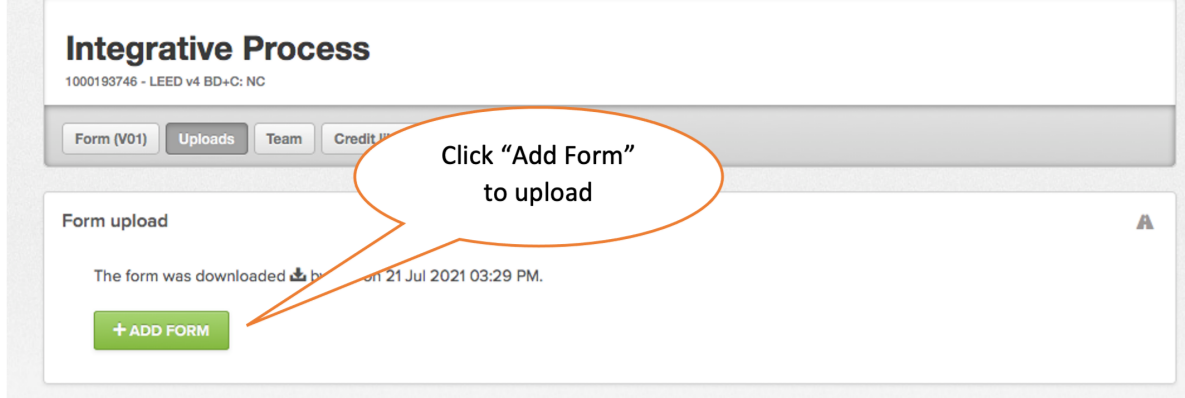 Integrative Process
1000193746 - LEED v4 BD+C: NC
Form (V01) Uploads Team Credit
Click “Add Form”
to upload
Form upload
The form was downloaded on 21 Jul 2021 03:29 PM.
+ ADD FORM